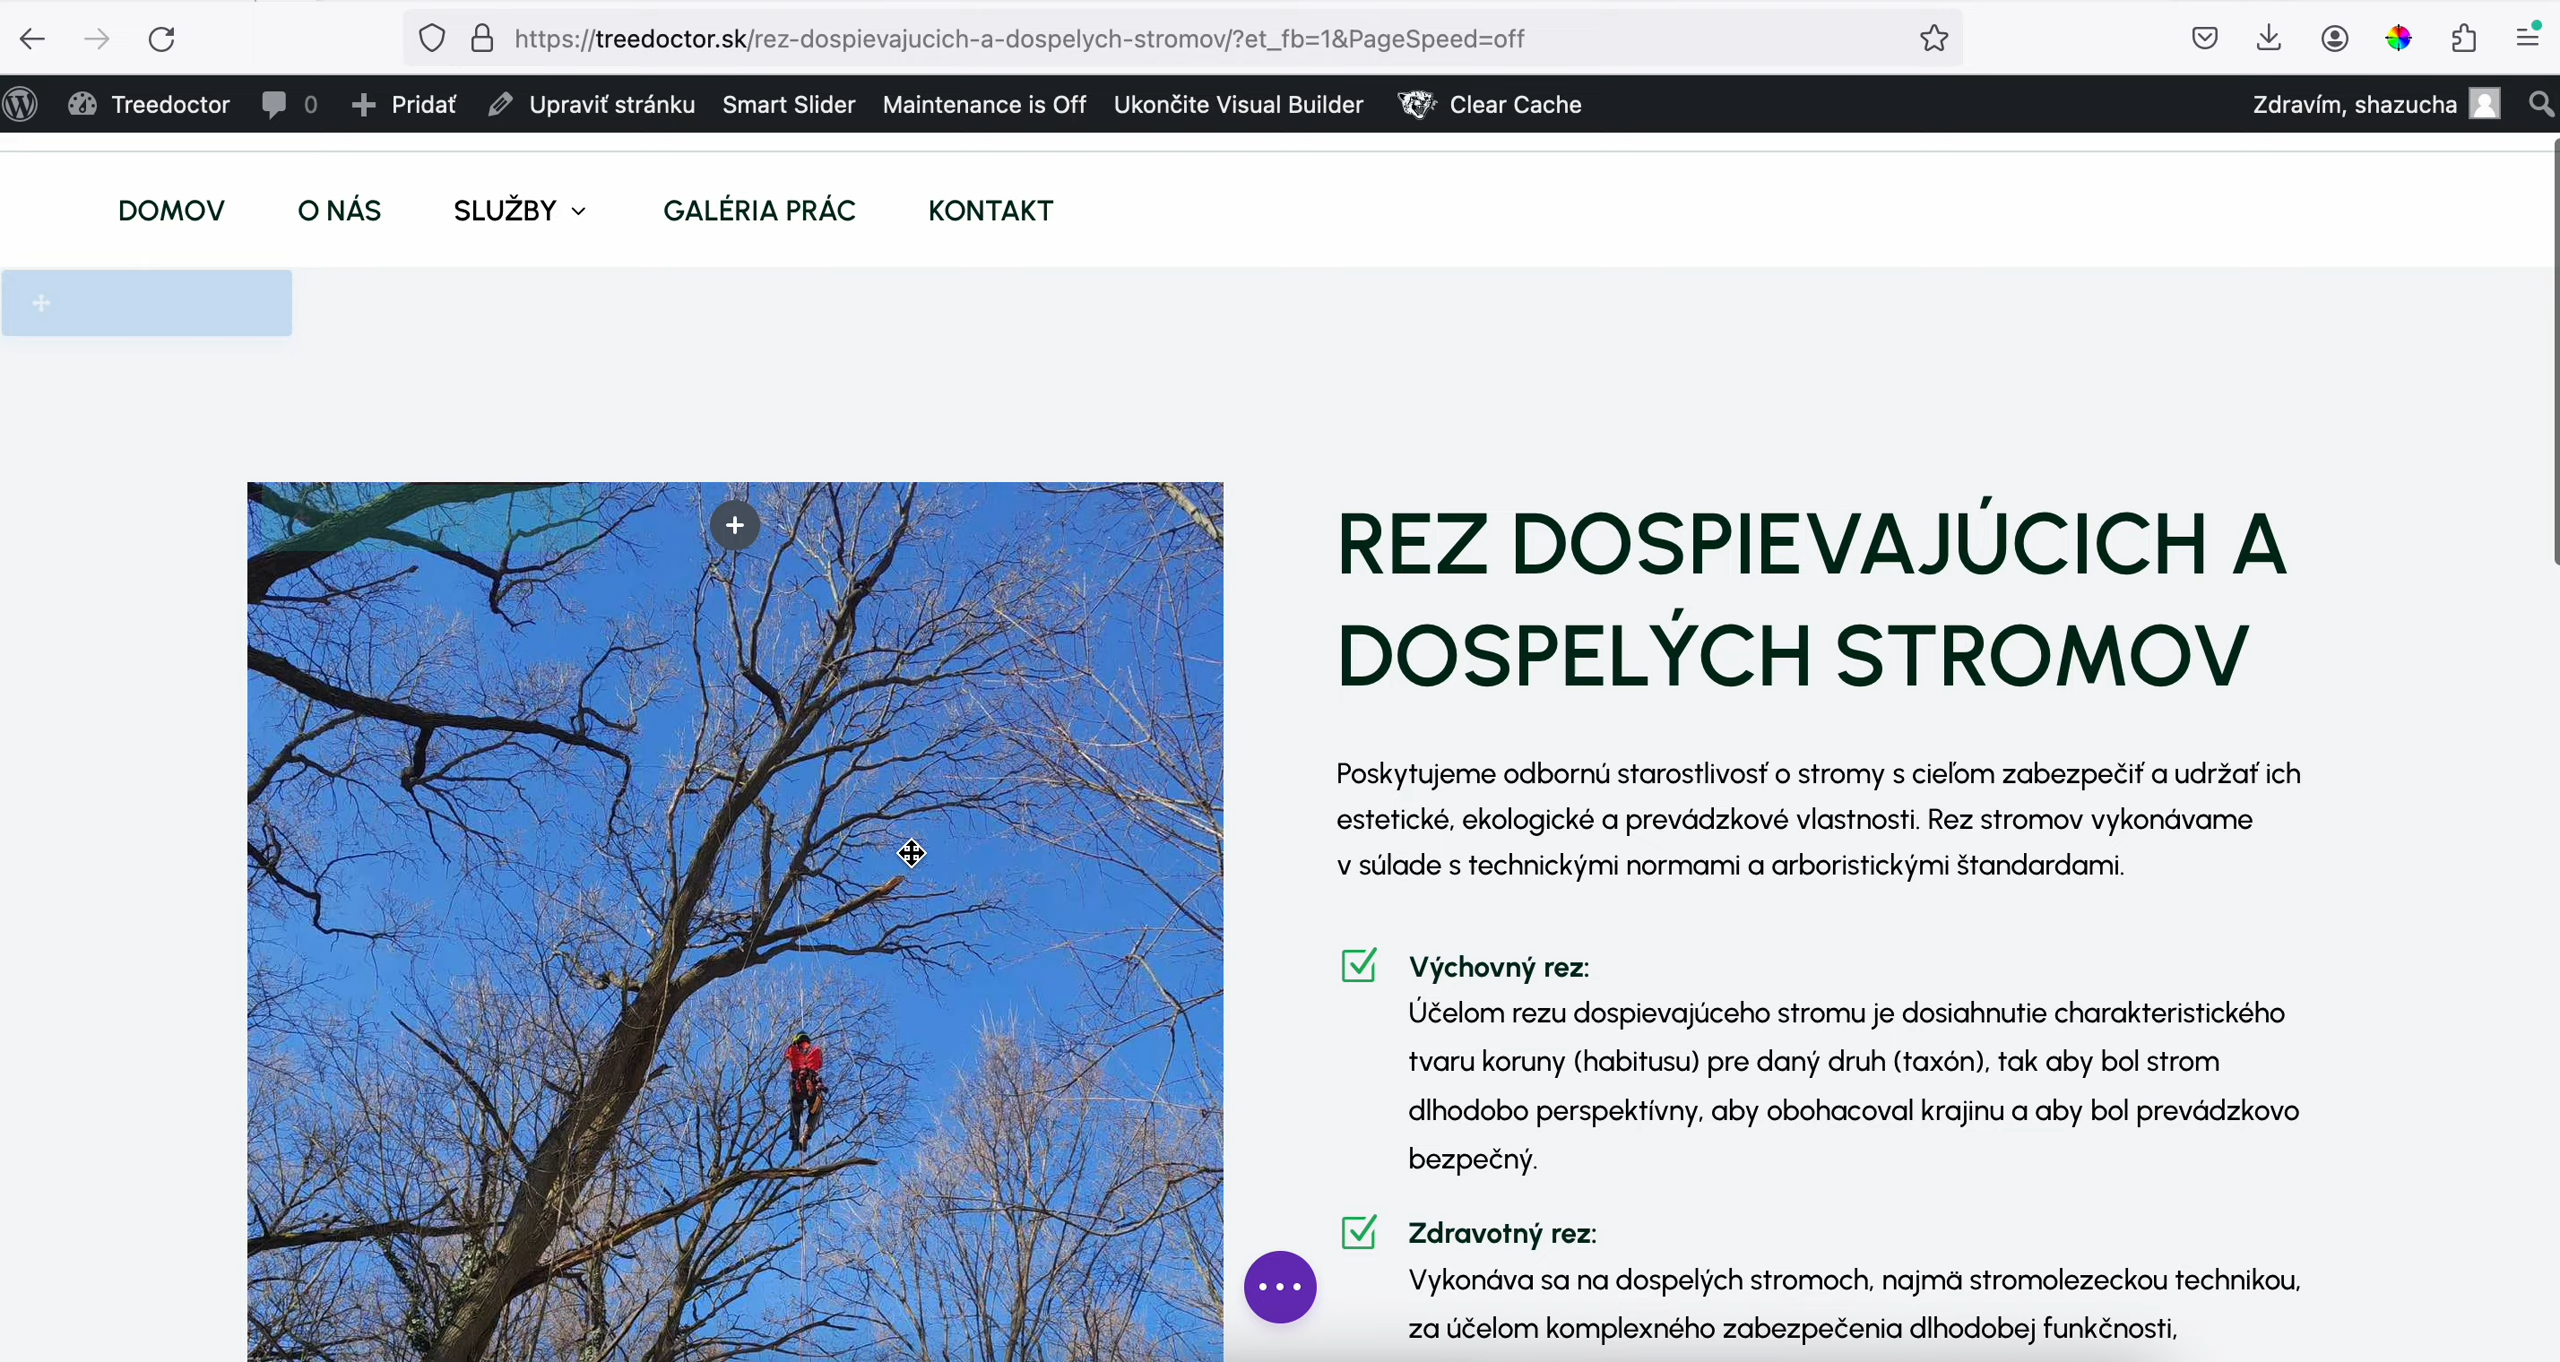 https://treedoctor.sk/rez-dospievajucich-a-dospelych-stromov/?et_fb=1&PageSpeed=off
Treedoctor 0 Pridať Upraviť stránku Smart Slider Maintenance is Off Ukončite Visual Builder Clear Cache Zdravím, shazucha
DOMOV O NÁS SLUŽBY GALÉRIA PRÁC KONTAKT
REZ DOSPIEVAJÚCICH A
DOSPELÝCH STROMOV
Poskytujeme odbornú starostlivosť o stromy s cieľom zabezpečiť a udržať ich
estetické, ekologické a prevádzkové vlastnosti. Rez stromov vykonávame
v súlade s technickými normami a arboristickými štandardami.
Výchovný rez:
Účelom rezu dospievajúceho stromu je dosiahnutie charakteristického
tvaru koruny (habitusu) pre daný druh (taxón), tak aby bol strom
dlhodobo perspektívny, aby obohacoval krajinu a aby bol prevádzkovo
bezpečný.
Zdravotný rez:
Vykonáva sa na dospelých stromoch, najmä stromolezeckou technikou,
za účelom komplexného zabezpečenia dlhodobej funkčnosti,